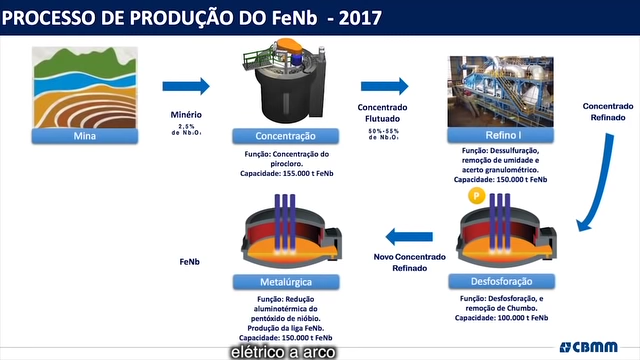 PROCESSO DE PRODUÇÃO DO FeNb - 2017
Mina
Minério
2,5%
de Nb₂O₅
Concentração
Função: Concentração do
pirocloro.
Capacidade: 155.000 t FeNb
Concentrado
Flutuado
50%-55%
de Nb₂O₅
Refino I
Função: Dessulfuração,
remoção de umidade e
acerto granulométrico.
Capacidade: 150.000 t FeNb
Concentrado
Refinado
P
Desfosforação
Função: Desfosforação, e
remoção de Chumbo.
Capacidade: 100.000 t FeNb
Novo Concentrado
Refinado
Metalúrgica
Função: Redução
aluminotérmica do
pentóxido de nióbio.
Produção da liga FeNb.
Capacidade: 150.000 t FeNb
FeNb
elétrico a arco
CBMM